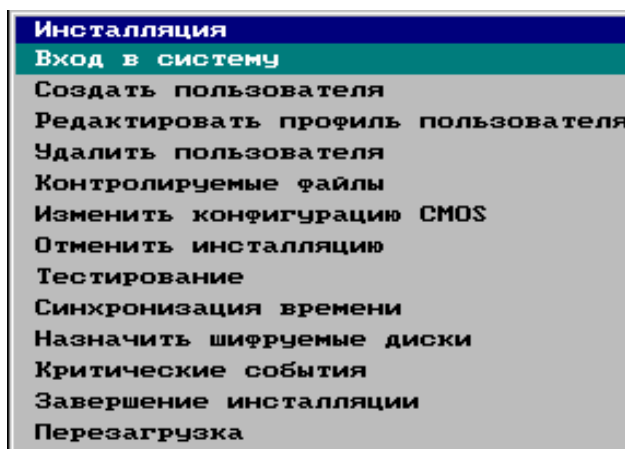 Инсталляция
Вход в систему
Создать пользователя
Редактировать профиль пользователя
Удалить пользователя
Контролируемые файлы
Изменить конфигурацию CMOS
Отменить инсталляцию
Тестирование
Синхронизация времени
Назначить шифруемые диски
Критические события
Завершение инсталляции
Перезагрузка